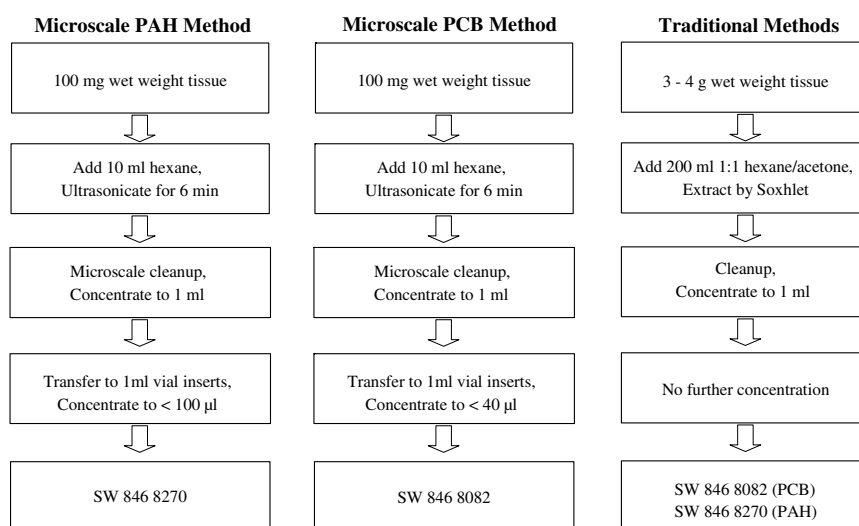 Microscale PAH Method
100 mg wet weight tissue
Add 10 ml hexane,
Ultrasonicate for 6 min
Microscale cleanup,
Concentrate to 1 ml
Transfer to 1ml vial inserts,
Concentrate to < 100 µl
SW 846 8270
Microscale PCB Method
100 mg wet weight tissue
Add 10 ml hexane,
Ultrasonicate for 6 min
Microscale cleanup,
Concentrate to 1 ml
Transfer to 1ml vial inserts,
Concentrate to < 40 µl
SW 846 8082
Traditional Methods
3 - 4 g wet weight tissue
Add 200 ml 1:1 hexane/acetone,
Extract by Soxhlet
Cleanup,
Concentrate to 1 ml
No further concentration
SW 846 8082 (PCB)
SW 846 8270 (PAH)